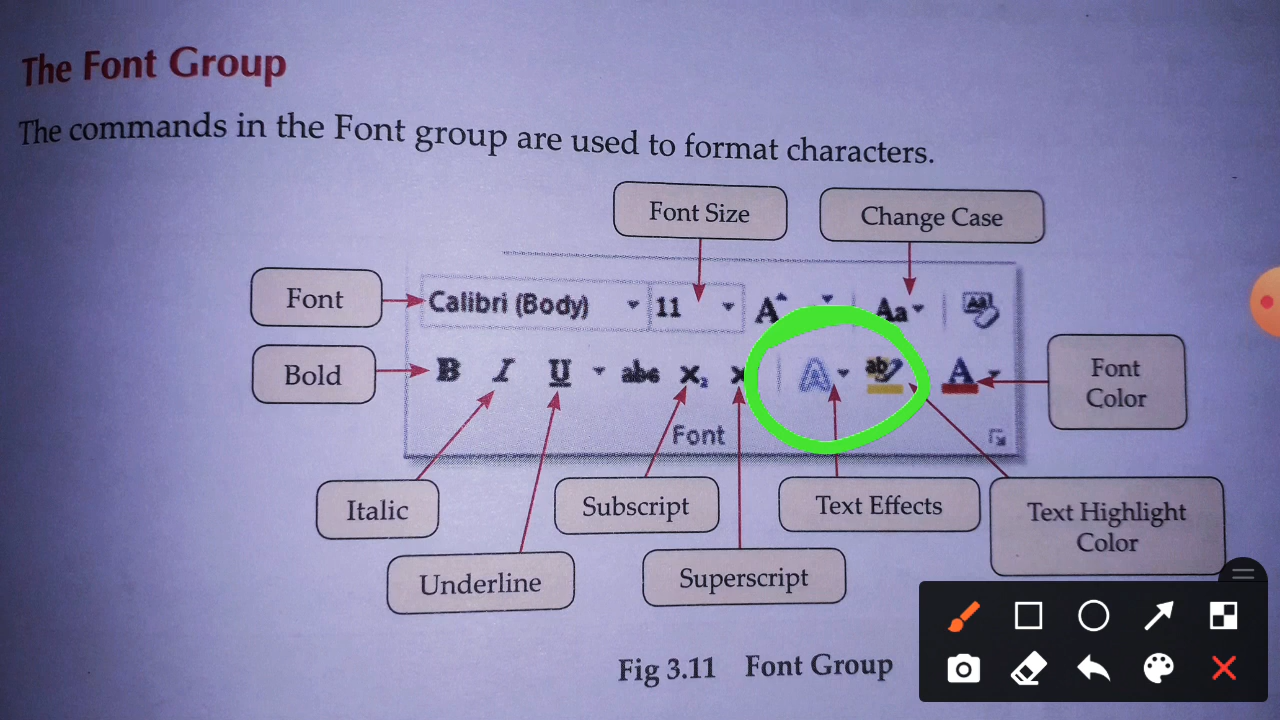 The Font Group
The commands in the Font group are used to format characters.
Font Size
Change Case
Font
Calibri (Body)
11
A
Aa
Bold
B I U abc x₂ x
A
ab
A
Font
Color
Font
Italic
Subscript
Text Effects
Text Highlight
Color
Underline
Superscript
Fig 3.11 Font Group